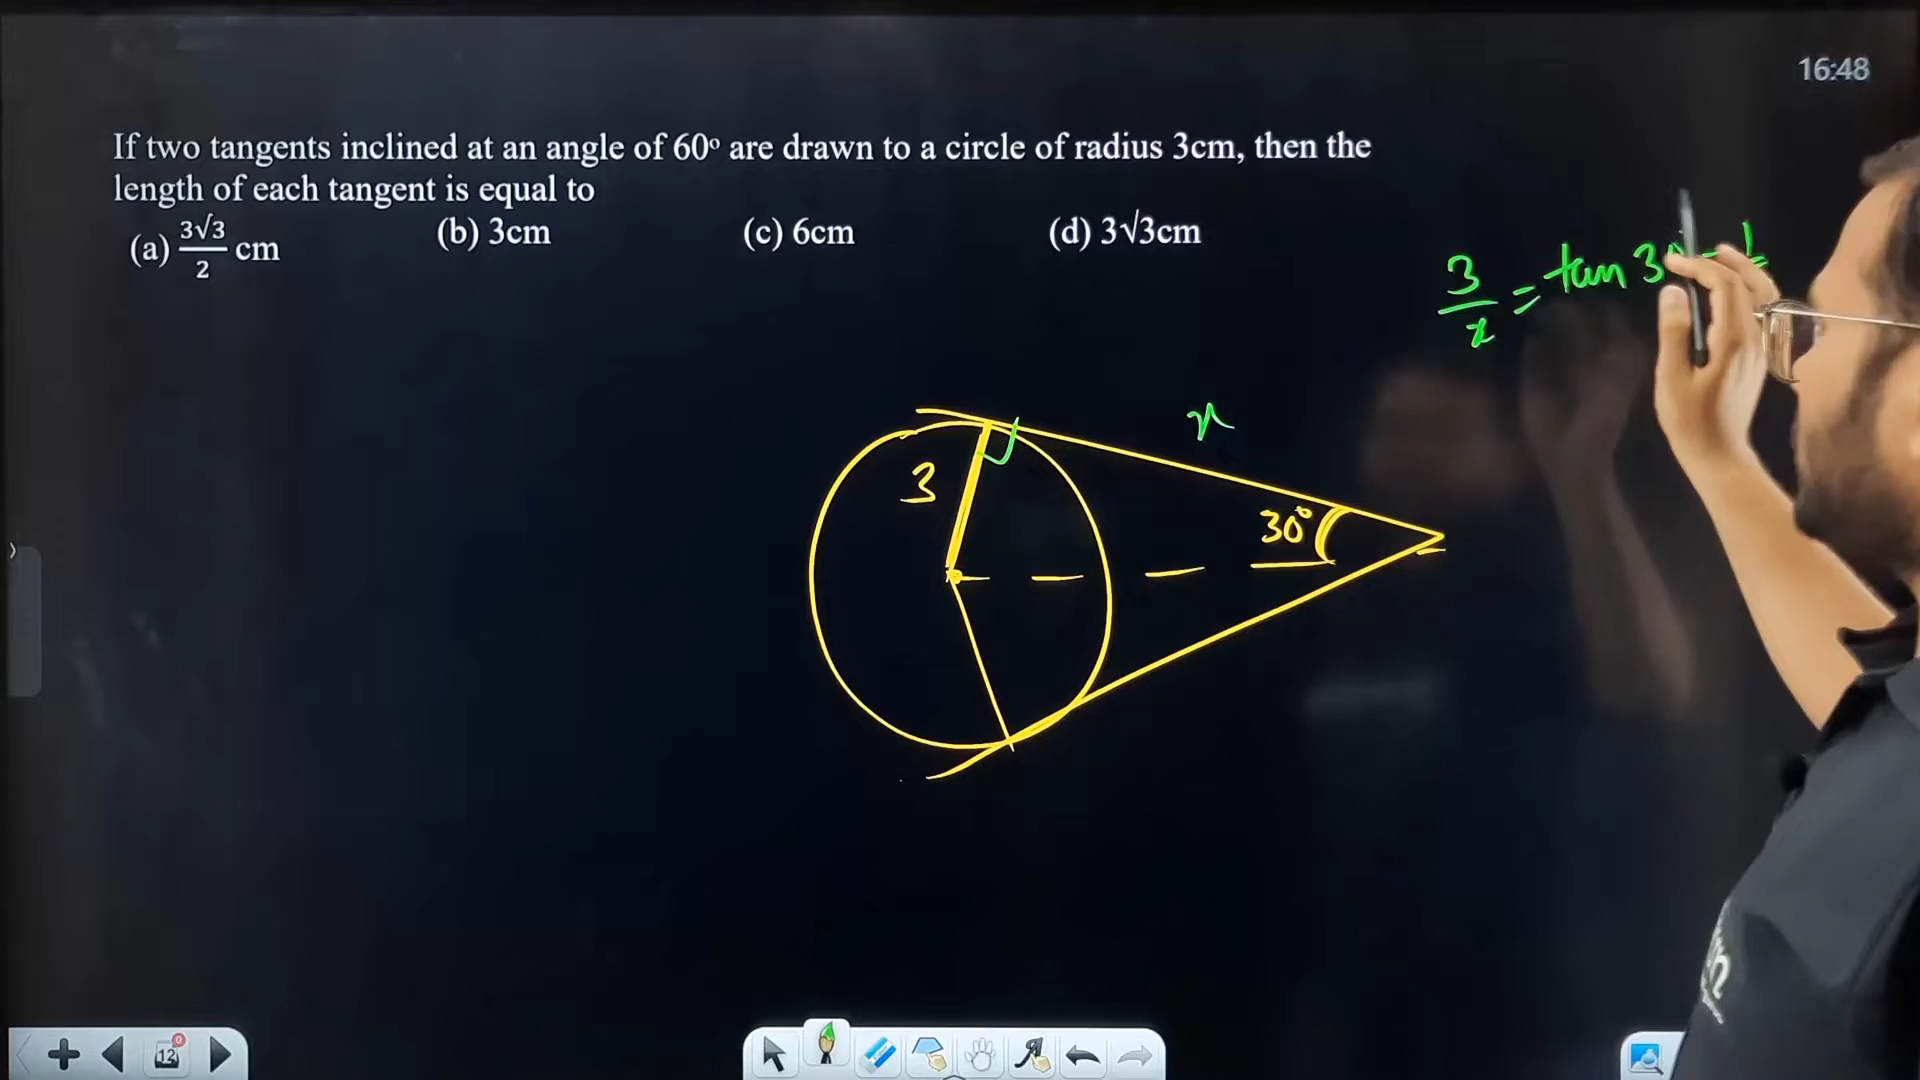 16:48
If two tangents inclined at an angle of 60° are drawn to a circle of radius 3cm, then the
length of each tangent is equal to
(a) 3√3/2 cm (b) 3cm (c) 6cm (d) 3√3cm
3/x = tan 30
x
3
30°
12
0